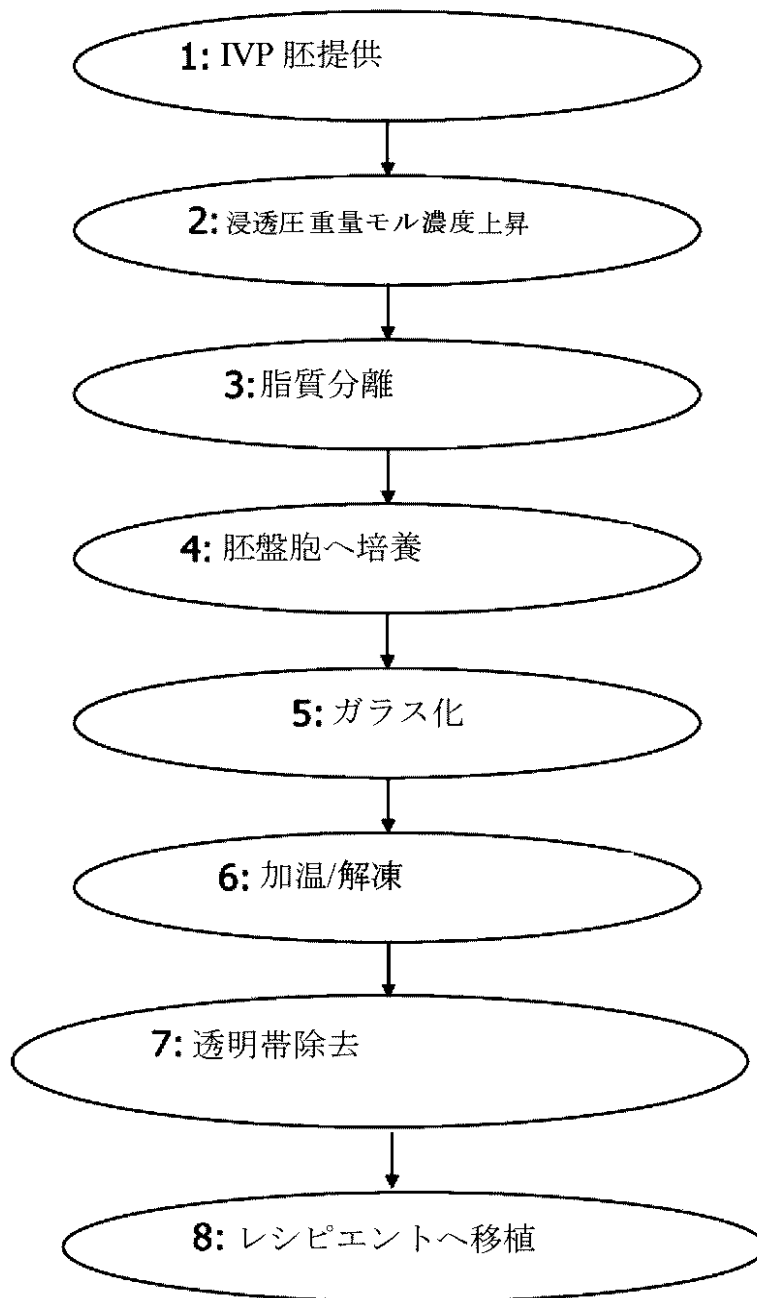 1: IVP 胚提供
2: 浸透圧重量モル濃度上昇
3: 脂質分離
4: 胚盤胞へ培養
5: ガラス化
6: 加温/解凍
7: 透明帯除去
8: レシピエントへ移植